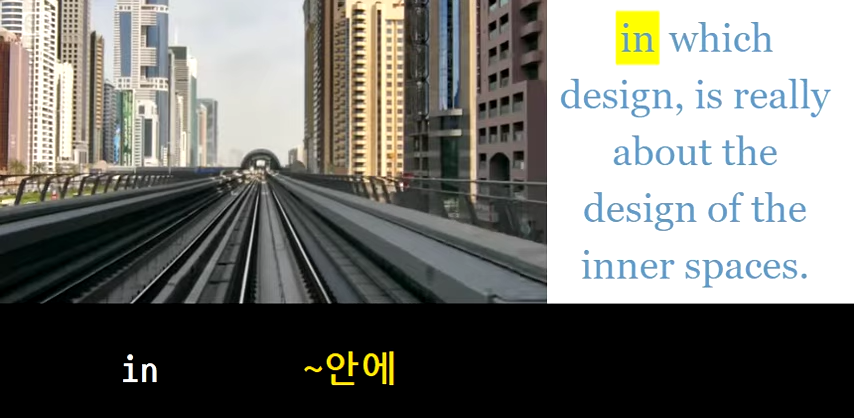 in which
design, is really
about the
design of the
inner spaces.
in ~안에